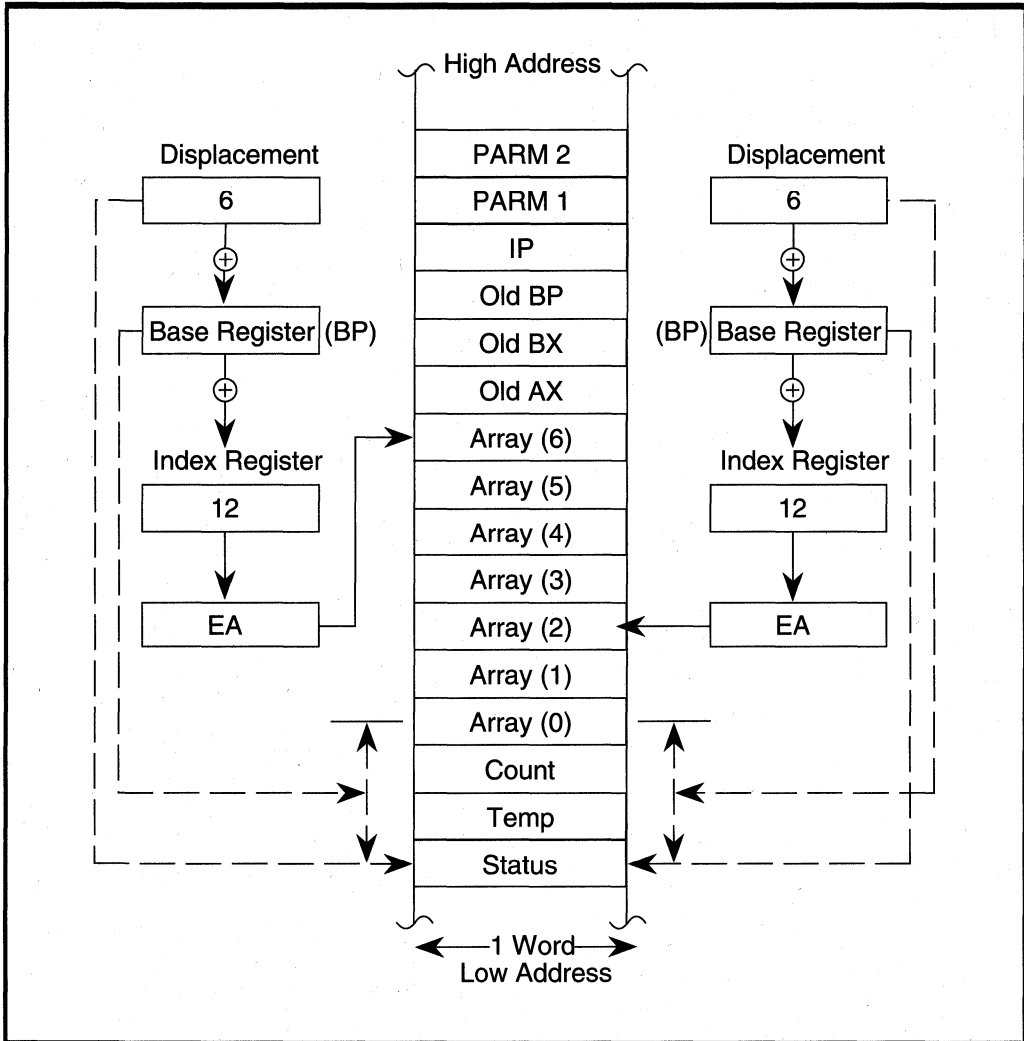 High Address
Displacement
6
Base Register (BP)
Index Register
12
EA
PARM 2
PARM 1
IP
Old BP
Old BX
Old AX
Array (6)
Array (5)
Array (4)
Array (3)
Array (2)
Array (1)
Array (0)
Count
Temp
Status
1 Word
Low Address
Displacement
6
(BP) Base Register
Index Register
12
EA